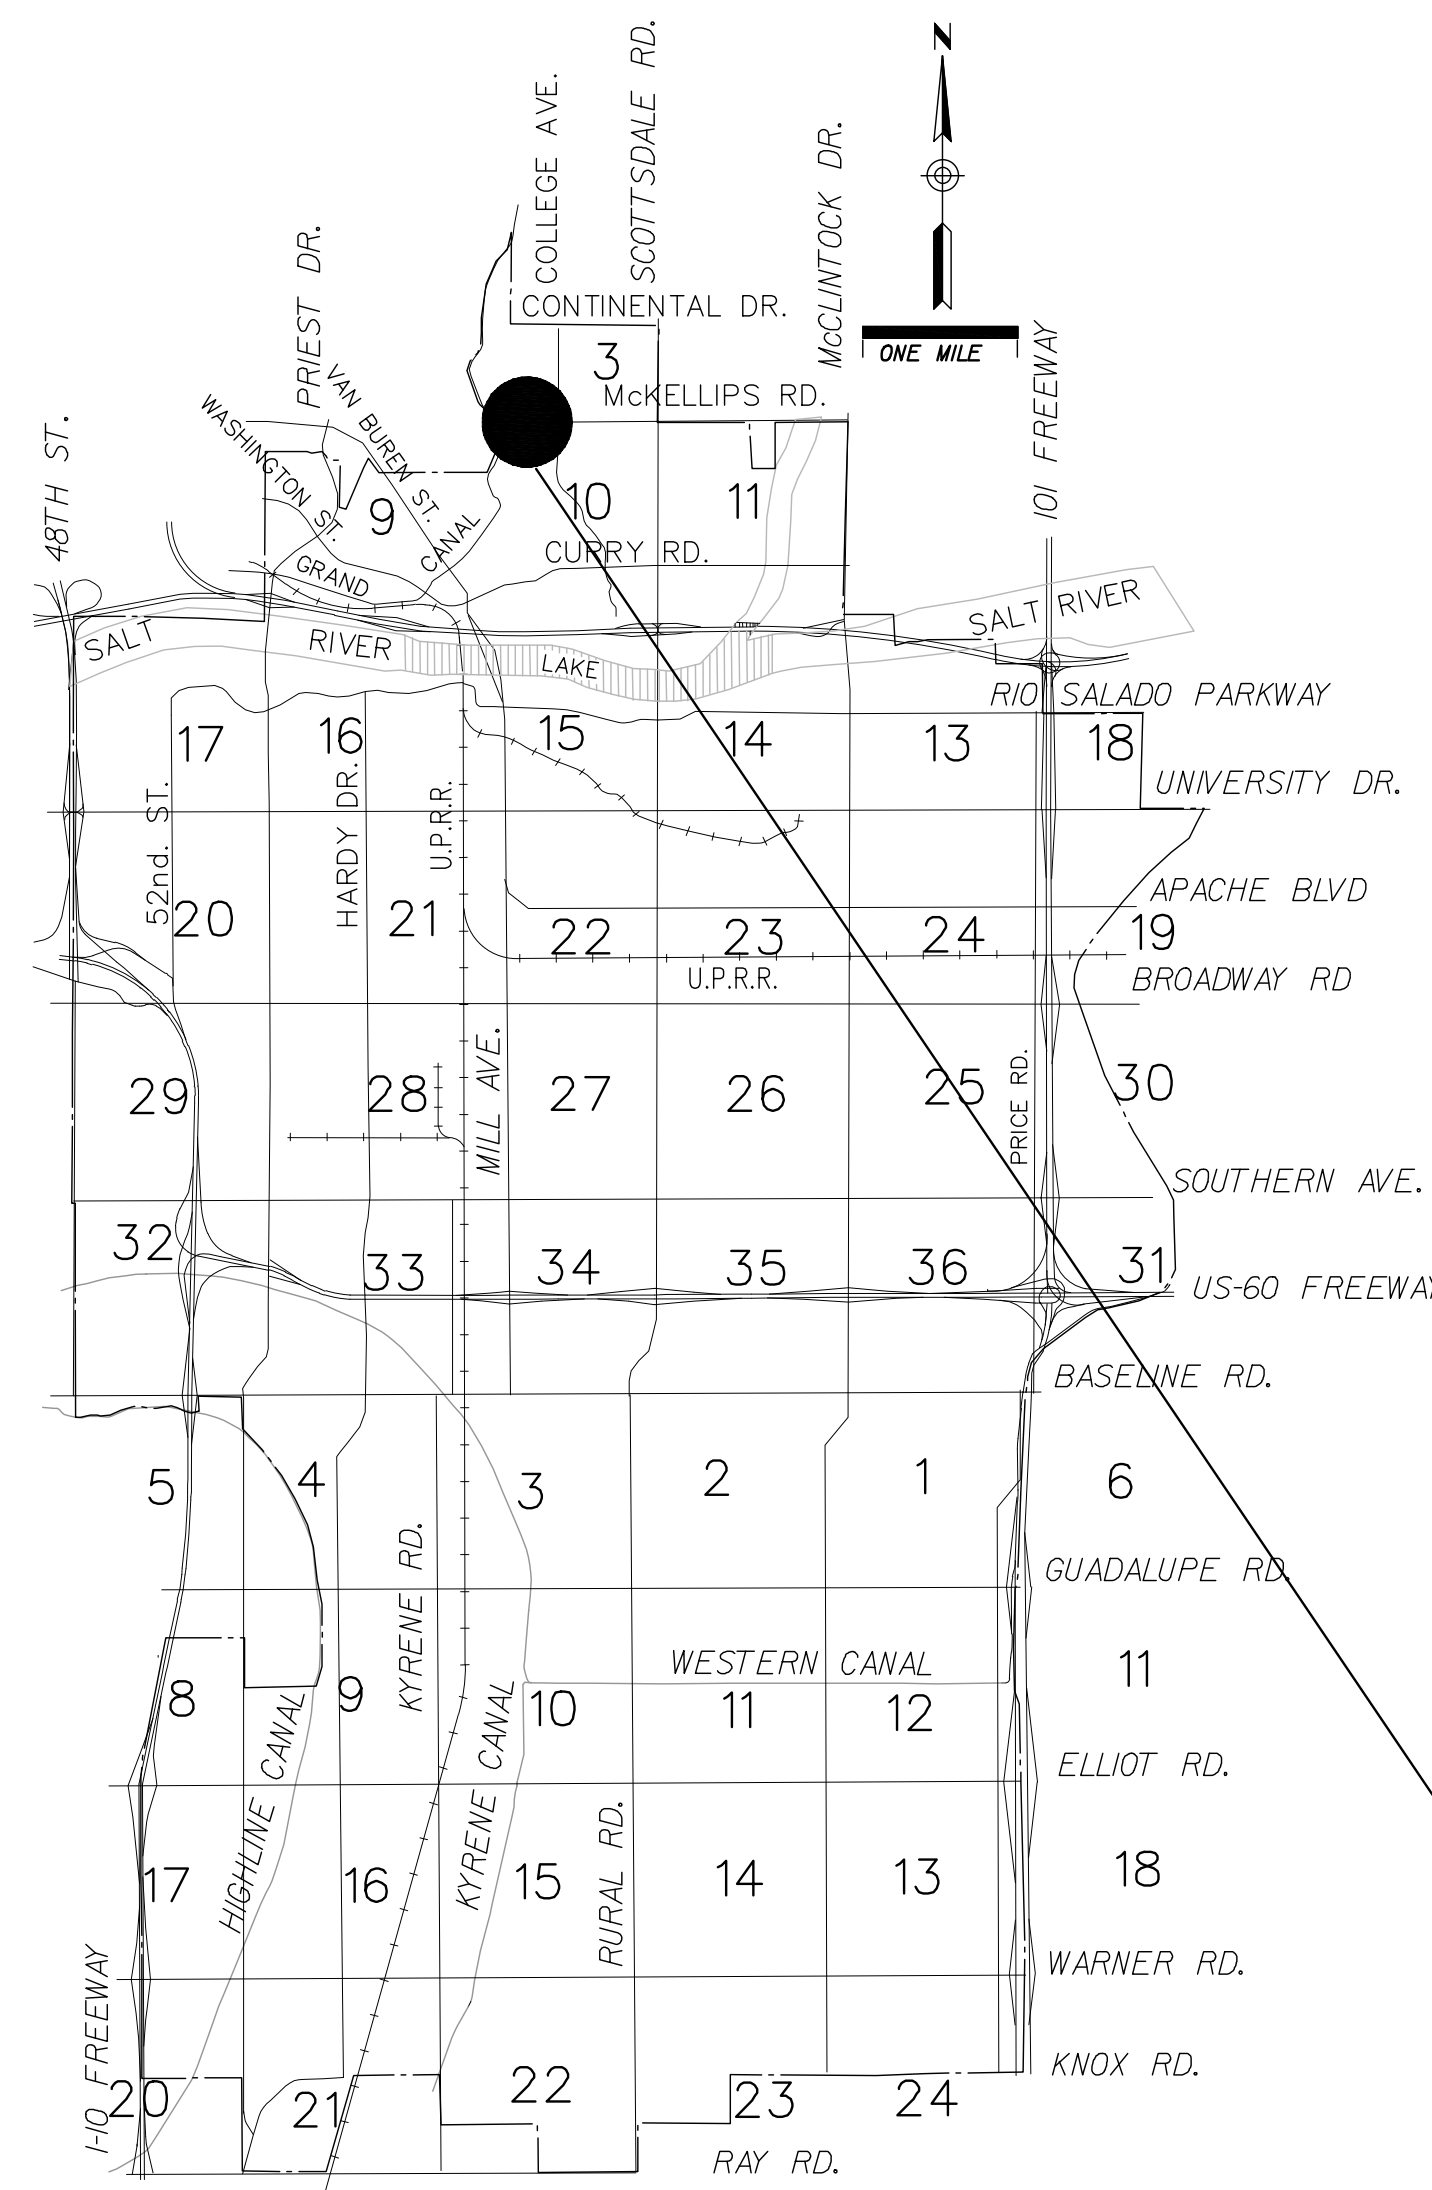 N
COLLEGE AVE.
SCOTTSDALE RD.
McCLINTOCK DR.
PRIEST DR.
CONTINENTAL DR.
ONE MILE
3
McKELLIPS RD.
VAN BUREN ST.
WASHINGTON ST.
48TH ST.
101 FREEWAY
9
10
11
CANAL
CURRY RD.
GRAND
SALT RIVER
SALT
RIVER
LAKE
RIO SALADO PARKWAY
17
16
15
14
13
18
UNIVERSITY DR.
52nd. ST.
HARDY DR.
U.P.R.R.
APACHE BLVD
20
21
22
23
24
19
U.P.R.R.
BROADWAY RD
29
28
MILL AVE.
27
26
25
PRICE RD.
30
SOUTHERN AVE.
32
33
34
35
36
31
US-60 FREEWAY
BASELINE RD.
5
4
3
2
1
6
KYRENE RD.
GUADALUPE RD.
WESTERN CANAL
8
9
10
11
12
11
HIGHLINE CANAL
KYRENE CANAL
ELLIOT RD.
17
16
15
RURAL RD.
14
13
18
WARNER RD.
I-10 FREEWAY
KNOX RD.
20
21
22
23
24
RAY RD.